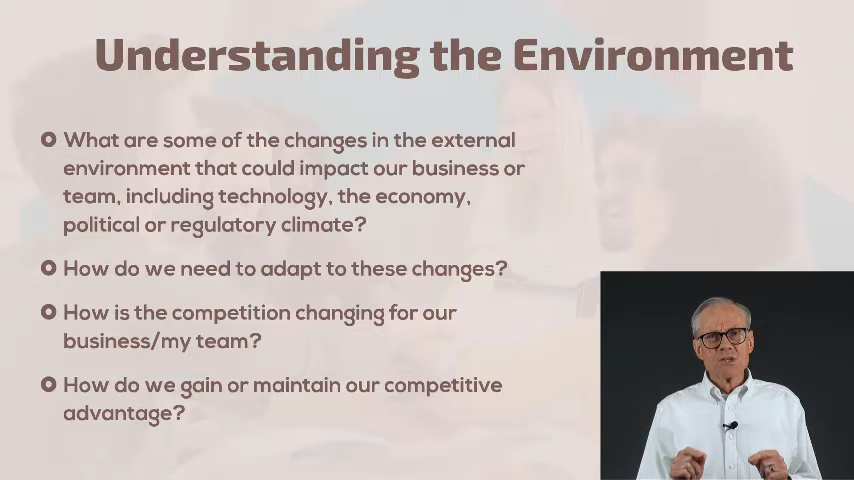 Understanding the Environment
What are some of the changes in the external
environment that could impact our business or
team, including technology, the economy,
political or regulatory climate?
How do we need to adapt to these changes?
How is the competition changing for our
business/my team?
How do we gain or maintain our competitive
advantage?